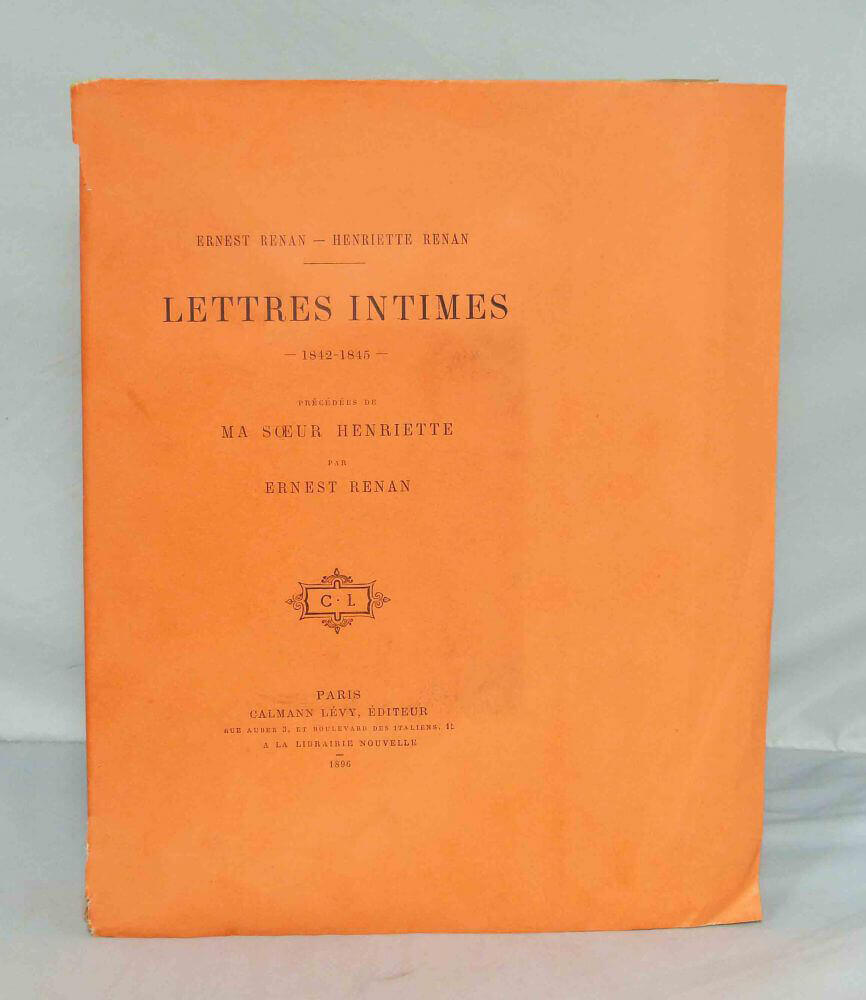 ERNEST RENAN — HENRIETTE RENAN
LETTRES INTIMES
— 1842-1845 —
PRÉCÉDÉES DE
MA SŒUR HENRIETTE
PAR
ERNEST RENAN
C · L
PARIS
CALMANN LÉVY, ÉDITEUR
RUE AUBER 3, ET BOULEVARD DES ITALIENS, 15
A LA LIBRAIRIE NOUVELLE
1896